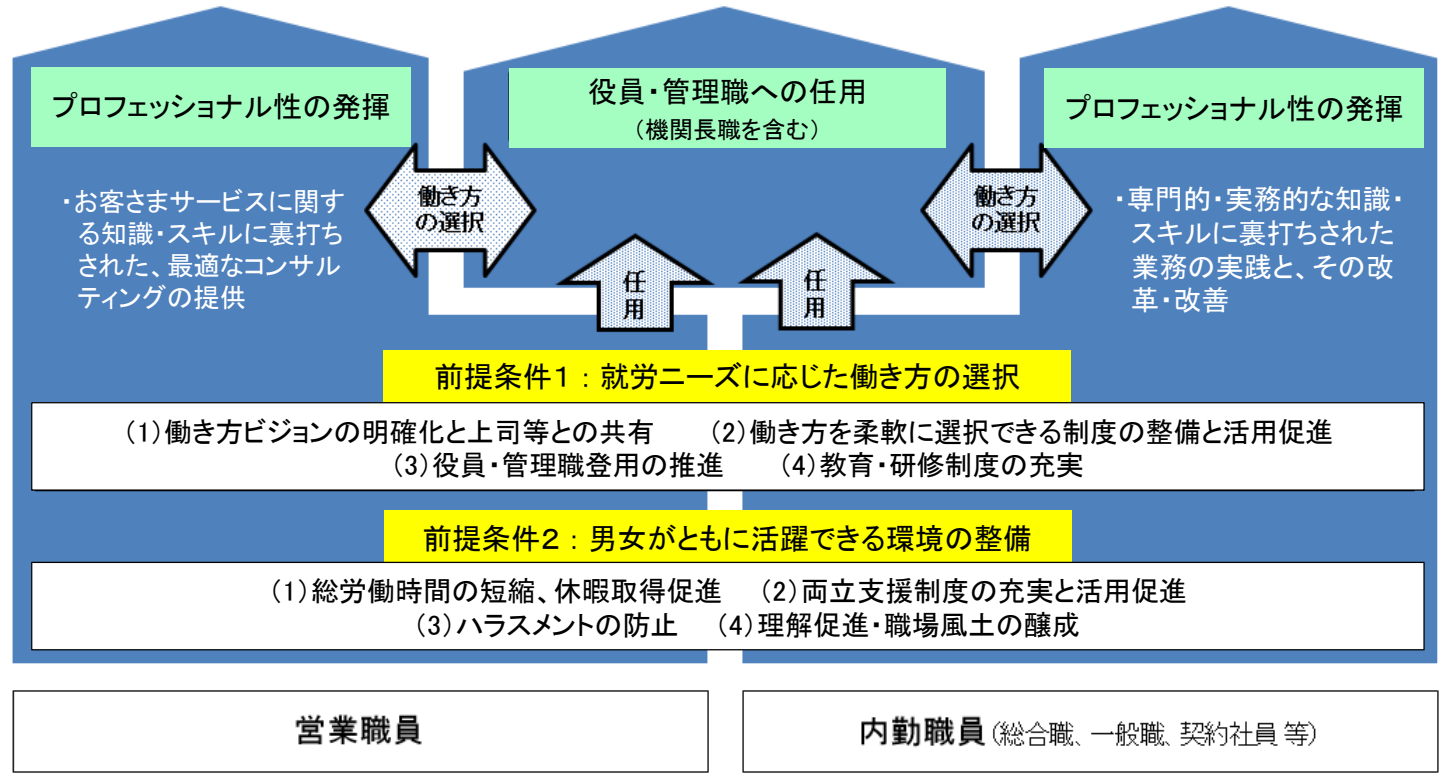 プロフェッショナル性の発揮
役員・管理職への任用
（機関長職を含む）
プロフェッショナル性の発揮
・お客さまサービスに関す
る知識・スキルに裏打ち
された、最適なコンサル
ティングの提供
働き方
の選択
働き方
の選択
・専門的・実務的な知識・
スキルに裏打ちされた
業務の実践と、その改
革・改善
任
用
任
用
前提条件１：就労ニーズに応じた働き方の選択
（１）働き方ビジョンの明確化と上司等との共有　　（２）働き方を柔軟に選択できる制度の整備と活用促進
（３）役員・管理職登用の推進　　（４）教育・研修制度の充実
前提条件２：男女がともに活躍できる環境の整備
（１）総労働時間の短縮、休暇取得促進　（２）両立支援制度の充実と活用促進
（３）ハラスメントの防止　（４）理解促進・職場風土の醸成
営業職員
内勤職員（総合職、一般職、契約社員 等）